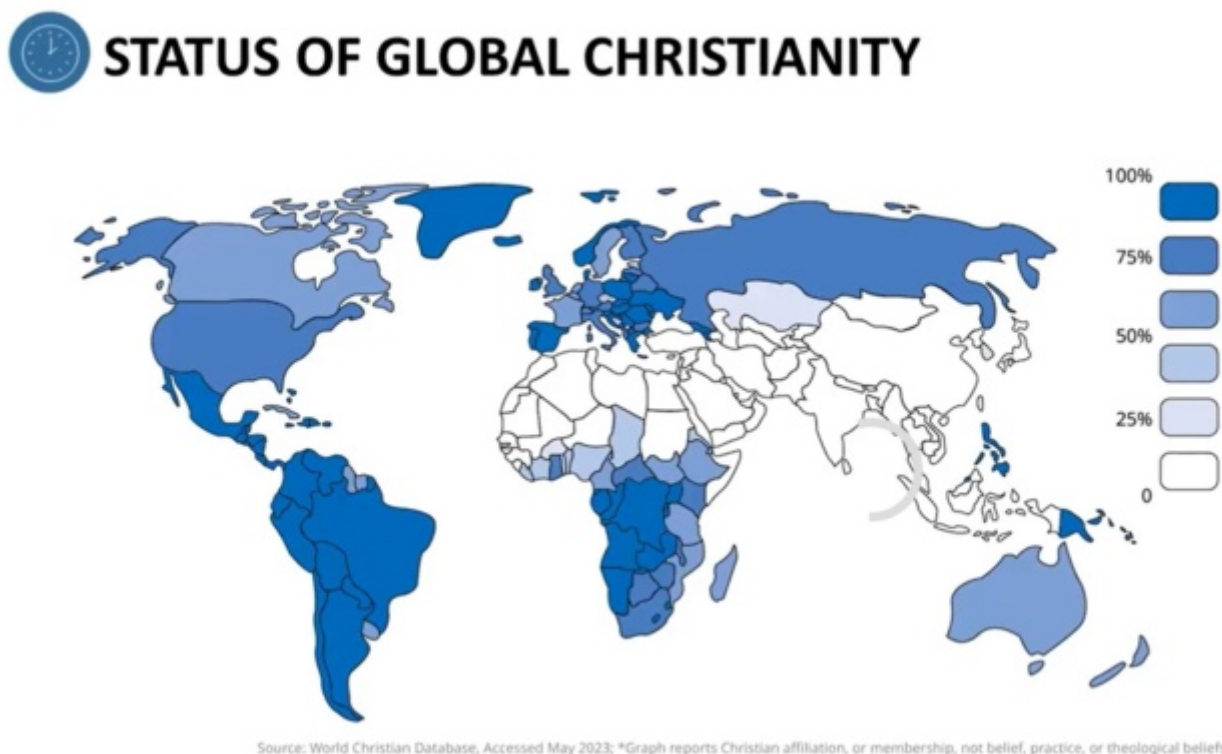 STATUS OF GLOBAL CHRISTIANITY
100%
75%
50%
25%
0
Source: World Christian Database, Accessed May 2023; *Graph reports Christian affiliation, or membership, not belief, practice, or theological beliefs